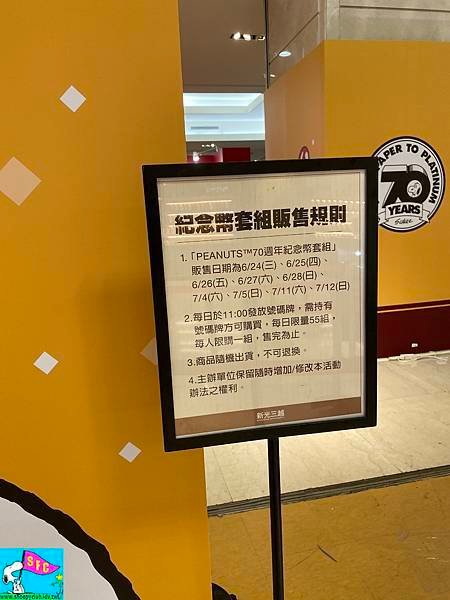 紀念幣套組販售規則
1.「PEANUTS™70週年紀念幣套組」
販售日期為6/24(三)、6/25(四)、
6/26(五)、6/27(六)、6/28(日)、
7/4(六)、7/5(日)、7/11(六)、7/12(日)
2.每日於11:00發放號碼牌，需持有
號碼牌方可購買，每日限量55組，
每人限購一組，售完為止。
3.商品隨機出貨，不可退換。
4.主辦單位保留隨時增加/修改本活動
辦法之權利。
新光三越
PAPER TO PLATINUM
70
YEARS
SFC